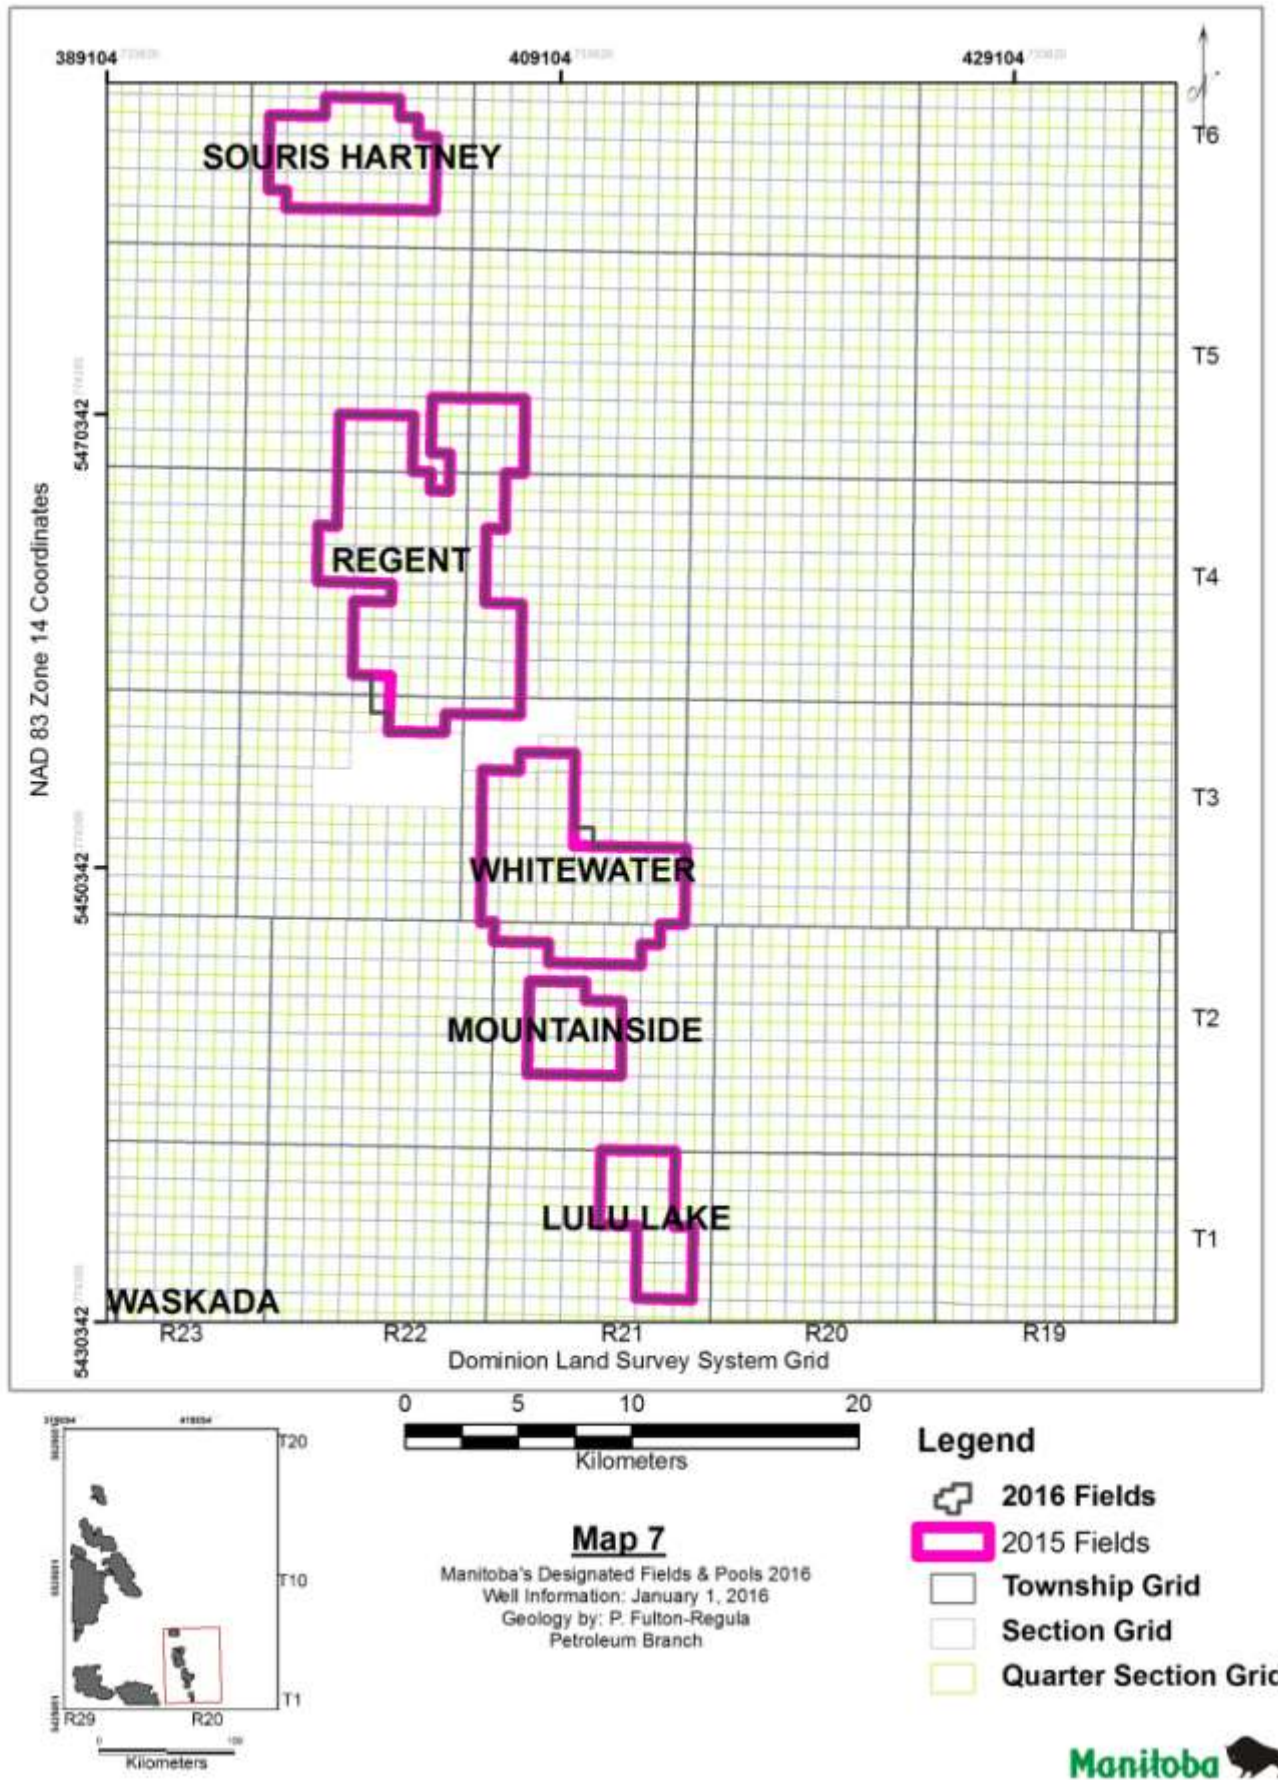 389104
409104
429104
T6
SOURIS HARTNEY
T5
5470342
REGENT
T4
NAD 83 Zone 14 Coordinates
T3
WHITEWATER
5450342
T2
MOUNTAINSIDE
LULU LAKE
T1
WASKADA
5430342
R23 R22 R21 R20 R19
Dominion Land Survey System Grid
0 5 10 20
Kilometers
Legend
2016 Fields
2015 Fields
Township Grid
Section Grid
Quarter Section Grid
Map 7
Manitoba's Designated Fields & Pools 2016
Well Information: January 1, 2016
Geology by: P. Fulton-Regula
Petroleum Branch
T20
T10
T1
R29 R20
Kilometers
Manitoba